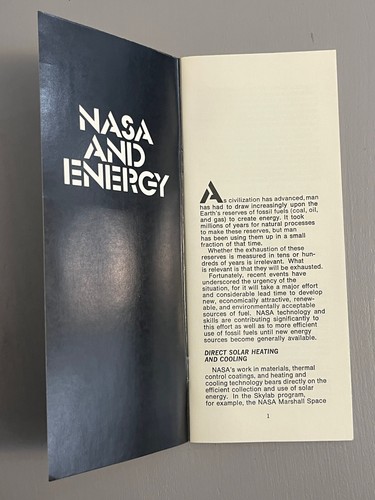 NASA
AND
ENERGY
As civilization has advanced, man
has had to draw increasingly upon the
Earth's reserves of fossil fuels (coal, oil,
and gas) to create energy. It took
millions of years for natural processes
to make these reserves, but man
has been using them up in a small
fraction of that time.
Whether the exhaustion of these
reserves is measured in tens or hun-
dreds of years is irrelevant. What
is relevant is that they will be exhausted.
Fortunately, recent events have
underscored the urgency of the
situation, for it will take a major effort
and considerable lead time to develop
new, economically attractive, renew-
able, and environmentally acceptable
sources of fuel. NASA technology and
skills are contributing significantly to
this effort as well as to more efficient
use of fossil fuels until new energy
sources become generally available.
DIRECT SOLAR HEATING
AND COOLING
NASA's work in materials, thermal
control coatings, and heating and
cooling technology bears directly on the
efficient collection and use of solar
energy. In the Skylab program,
for example, the NASA Marshall Space
1